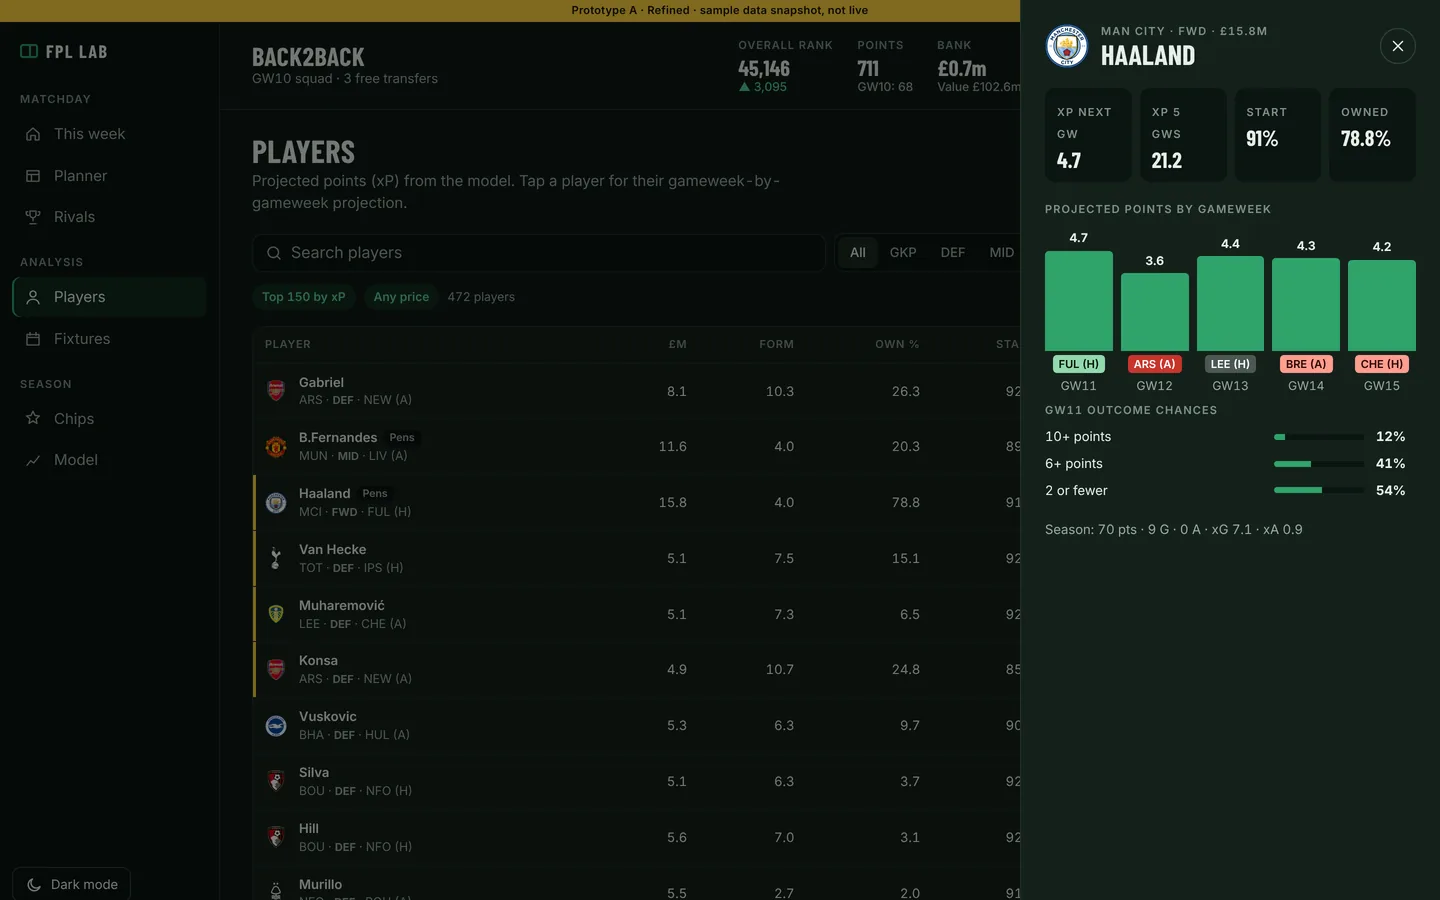 Prototype A · Refined · sample data snapshot, not live
FPL LAB
MATCHDAY
This week
Planner
Rivals
ANALYSIS
Players
Fixtures
SEASON
Chips
Model
Dark mode
BACK2BACK
GW10 squad · 3 free transfers
OVERALL RANK
45,146
▲ 3,095
POINTS
711
GW10: 68
BANK
£0.7m
Value £102.6m
PLAYERS
Projected points (xP) from the model. Tap a player for their gameweek-by-
gameweek projection.
Search players
All GKP DEF MID
Top 150 by xP Any price 472 players
PLAYER £M FORM OWN % STA
Gabriel
ARS · DEF · NEW (A)
8.1 10.3 26.3 92
B.Fernandes Pens
MUN · MID · LIV (A)
11.6 4.0 20.3 89
Haaland Pens
MCI · FWD · FUL (H)
15.8 4.0 78.8 91
Van Hecke
TOT · DEF · IPS (H)
5.1 7.5 15.1 92
Muharemović
LEE · DEF · CHE (A)
5.1 7.3 6.5 92
Konsa
ARS · DEF · NEW (A)
4.9 10.7 24.8 85
Vuskovic
BHA · DEF · HUL (A)
5.3 6.3 9.7 90
Silva
BOU · DEF · NFO (H)
5.1 6.3 3.7 92
Hill
BOU · DEF · NFO (H)
5.6 7.0 3.1 92
Murillo
5.5 2.7 2.0 91
MAN CITY · FWD · £15.8M
HAALAND
XP NEXT
GW
4.7
XP 5
GWS
21.2
START
91%
OWNED
78.8%
PROJECTED POINTS BY GAMEWEEK
4.7 3.6 4.4 4.3 4.2
FUL (H) ARS (A) LEE (H) BRE (A) CHE (H)
GW11 GW12 GW13 GW14 GW15
GW11 OUTCOME CHANCES
10+ points 12%
6+ points 41%
2 or fewer 54%
Season: 70 pts · 9 G · 0 A · xG 7.1 · xA 0.9